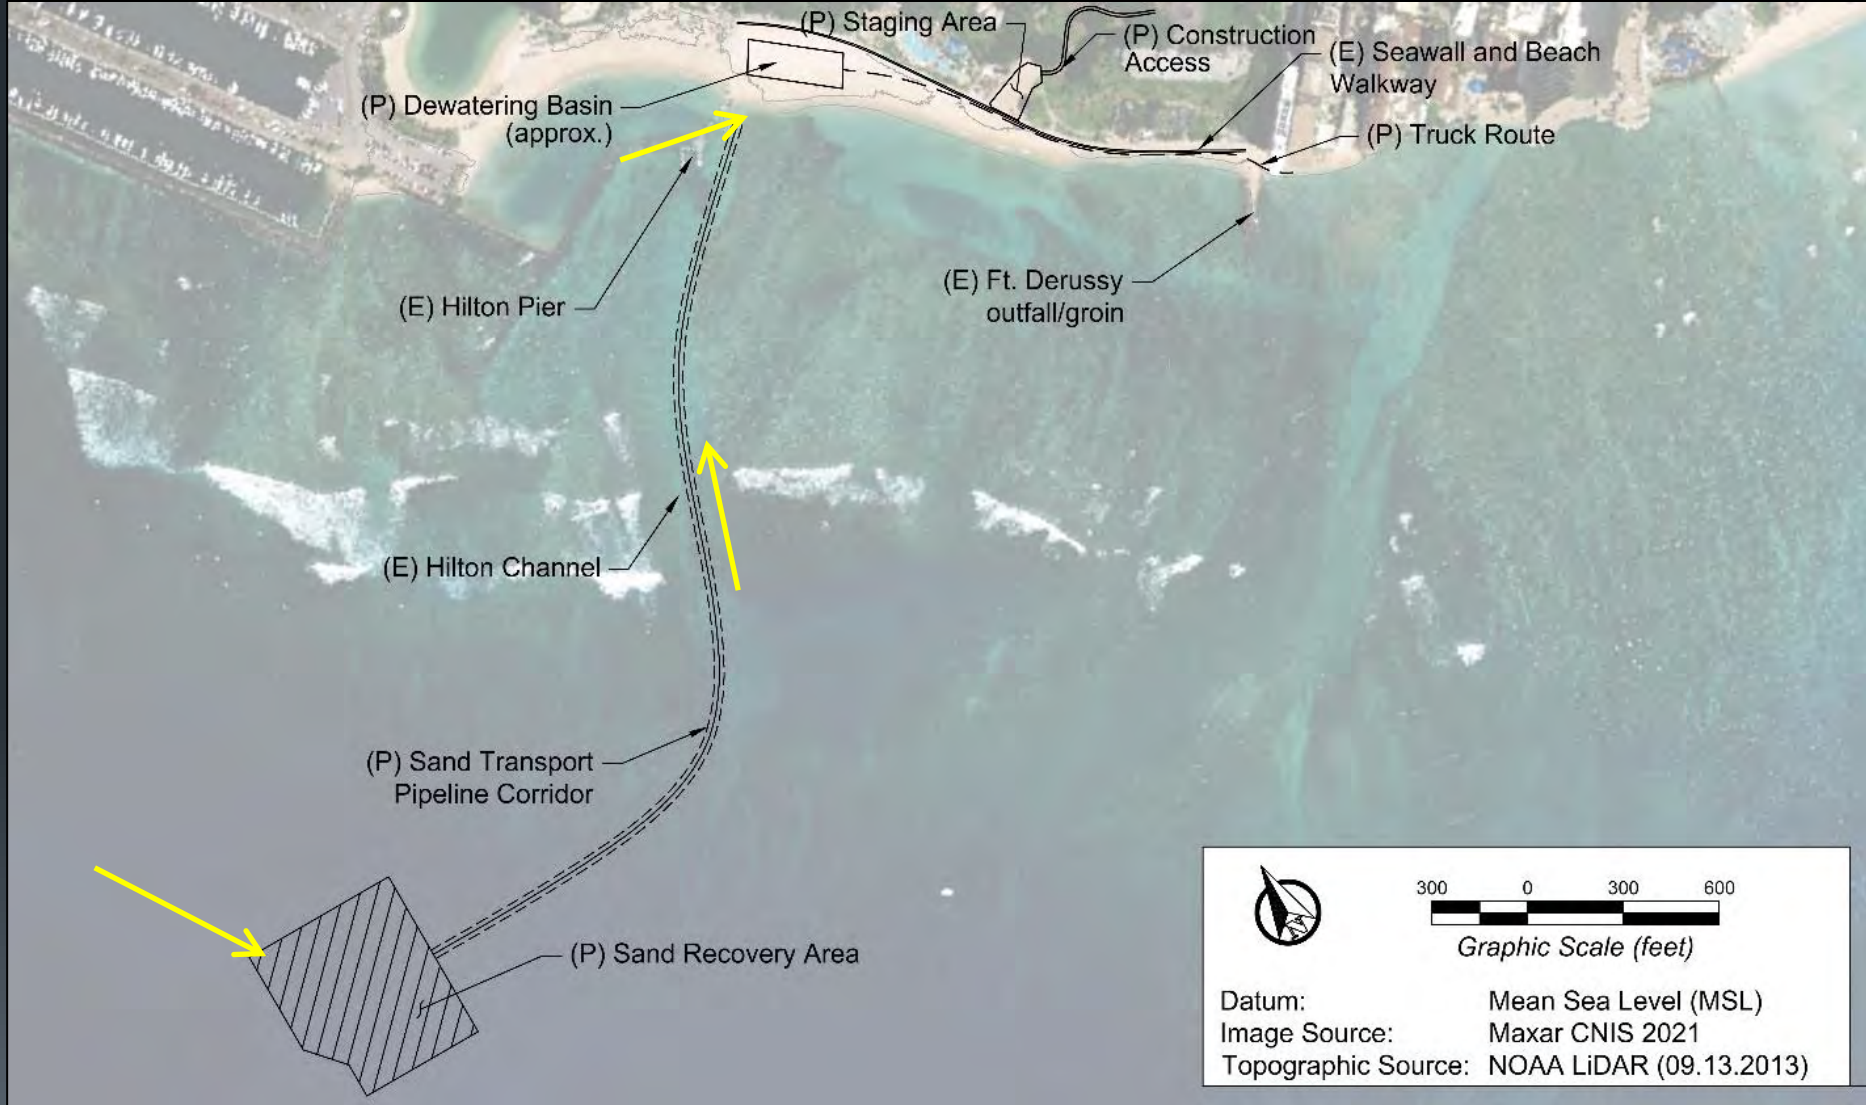 (P) Staging Area
(P) Construction
Access
(E) Seawall and Beach
Walkway
(P) Dewatering Basin
(approx.)
(P) Truck Route
(E) Hilton Pier
(E) Ft. Derussy
outfall/groin
(E) Hilton Channel
(P) Sand Transport
Pipeline Corridor
(P) Sand Recovery Area
N
300 0 300 600
Graphic Scale (feet)
Datum: Mean Sea Level (MSL)
Image Source: Maxar CNIS 2021
Topographic Source: NOAA LiDAR (09.13.2013)